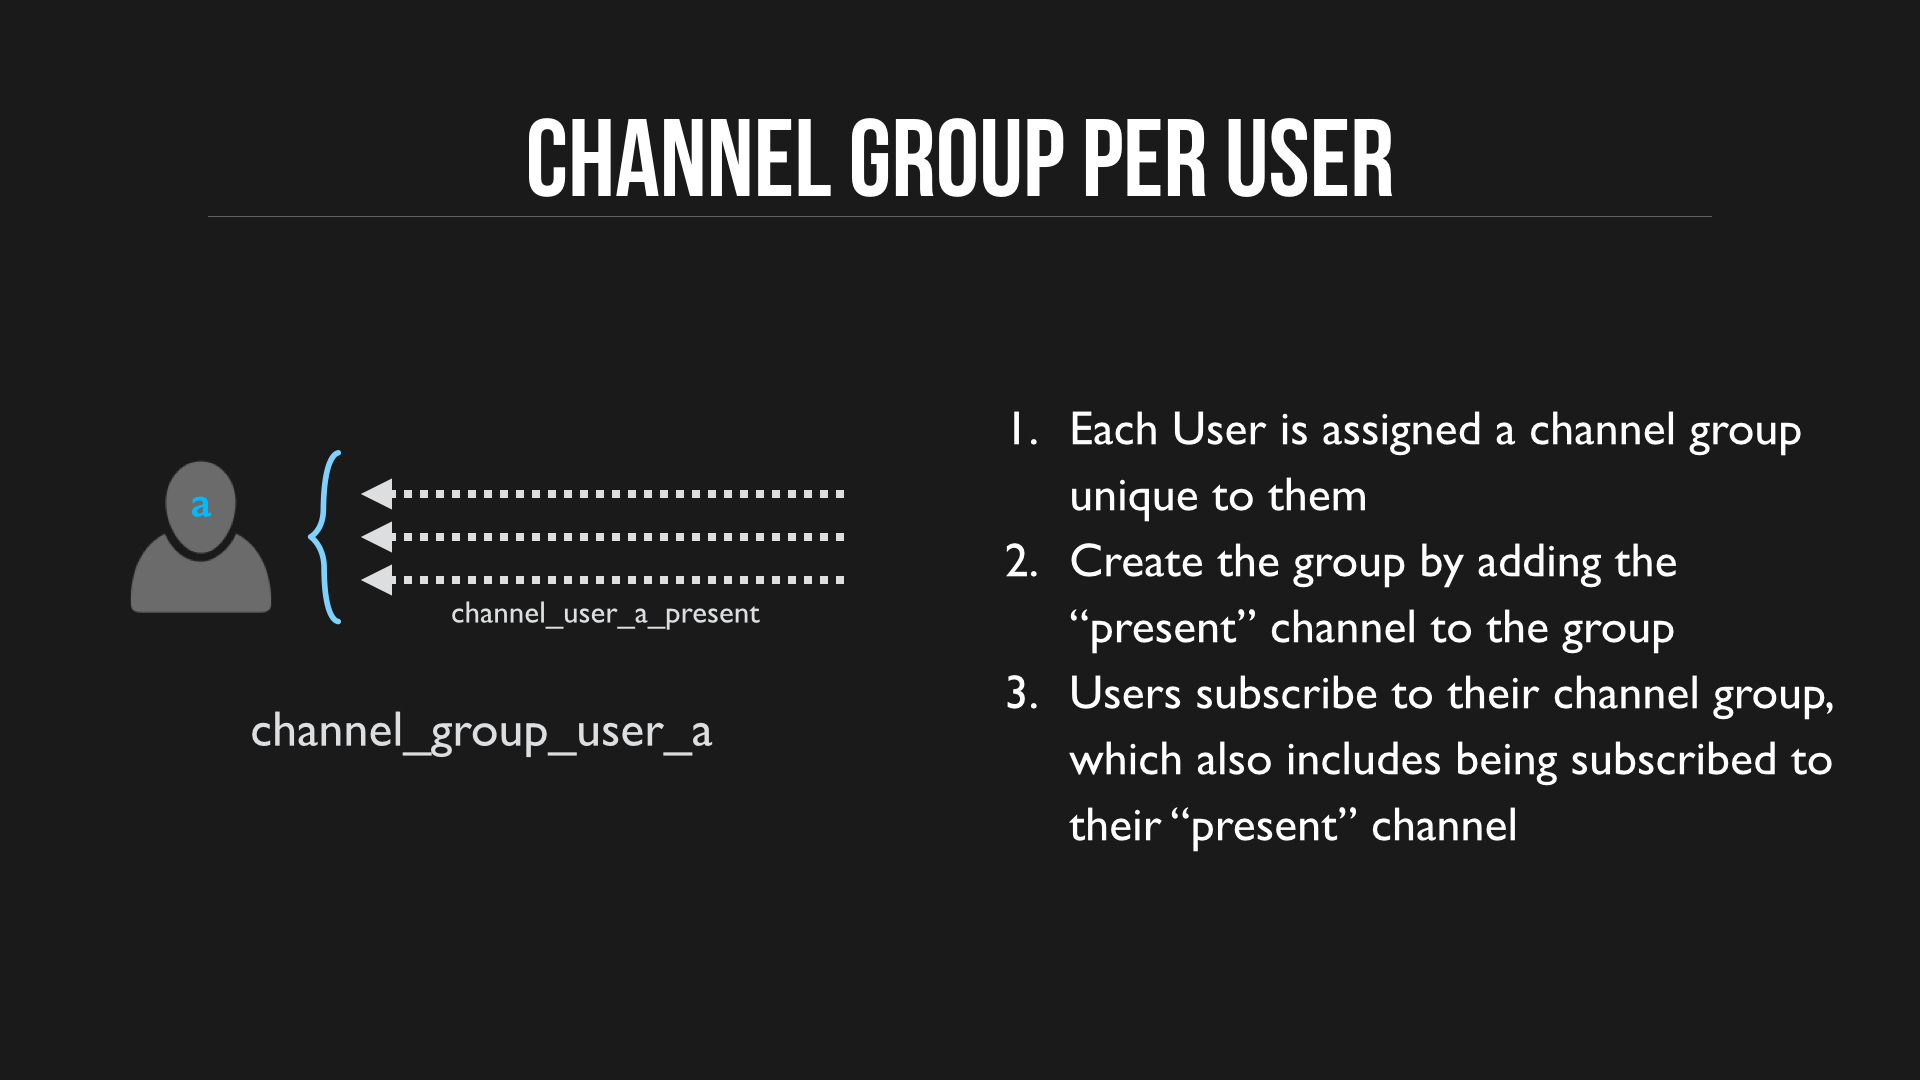 CHANNEL GROUP PER USER
a
channel_user_a_present
channel_group_user_a
1. Each User is assigned a channel group
unique to them
2. Create the group by adding the
“present” channel to the group
3. Users subscribe to their channel group,
which also includes being subscribed to
their “present” channel